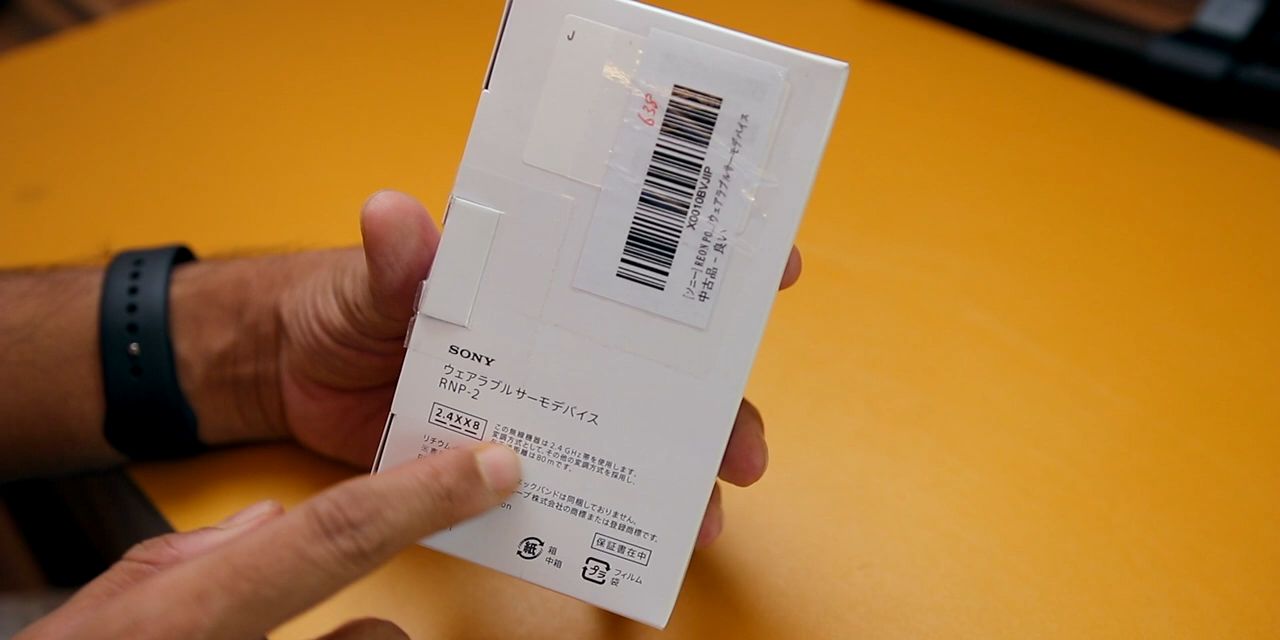 J
638
X0010BVJIP
[ソニー] REON PO...ウェアラブルサーモデバイス
中古品 - 良い
SONY
ウェアラブルサーモデバイス
RNP-2
2.4XX8
この無線機器は2.4GHz帯を使用します。
変調方式として、その他の変調方式を採用し、
距離は80mです。
リチウム
ックバンドは同梱しておりません。
ープ株式会社の商標または登録商標です。
on
保証書在中
紙 箱
中箱
プラ フィルム
袋